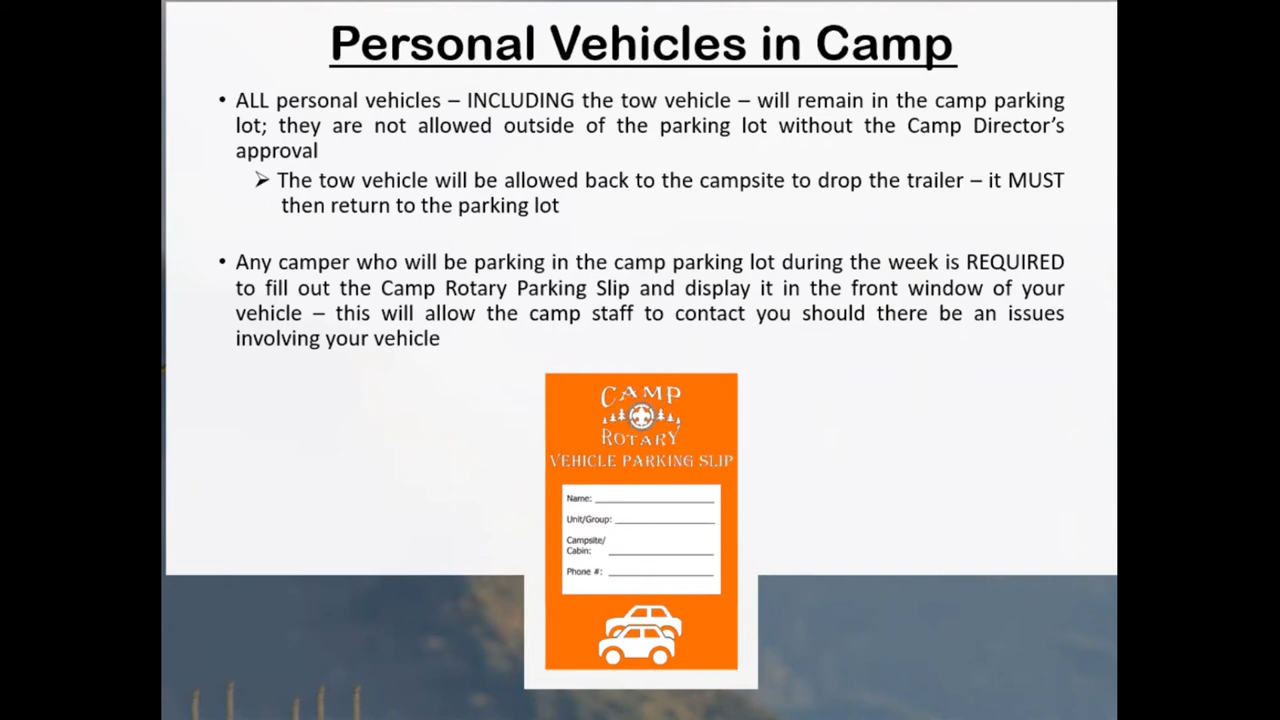 Personal Vehicles in Camp
• ALL personal vehicles – INCLUDING the tow vehicle – will remain in the camp parking
lot; they are not allowed outside of the parking lot without the Camp Director’s
approval
➢ The tow vehicle will be allowed back to the campsite to drop the trailer – it MUST
then return to the parking lot
• Any camper who will be parking in the camp parking lot during the week is REQUIRED
to fill out the Camp Rotary Parking Slip and display it in the front window of your
vehicle – this will allow the camp staff to contact you should there be an issues
involving your vehicle
CAMP
ROTARY
VEHICLE PARKING SLIP
Name:
Unit/Group:
Campsite/
Cabin:
Phone #: